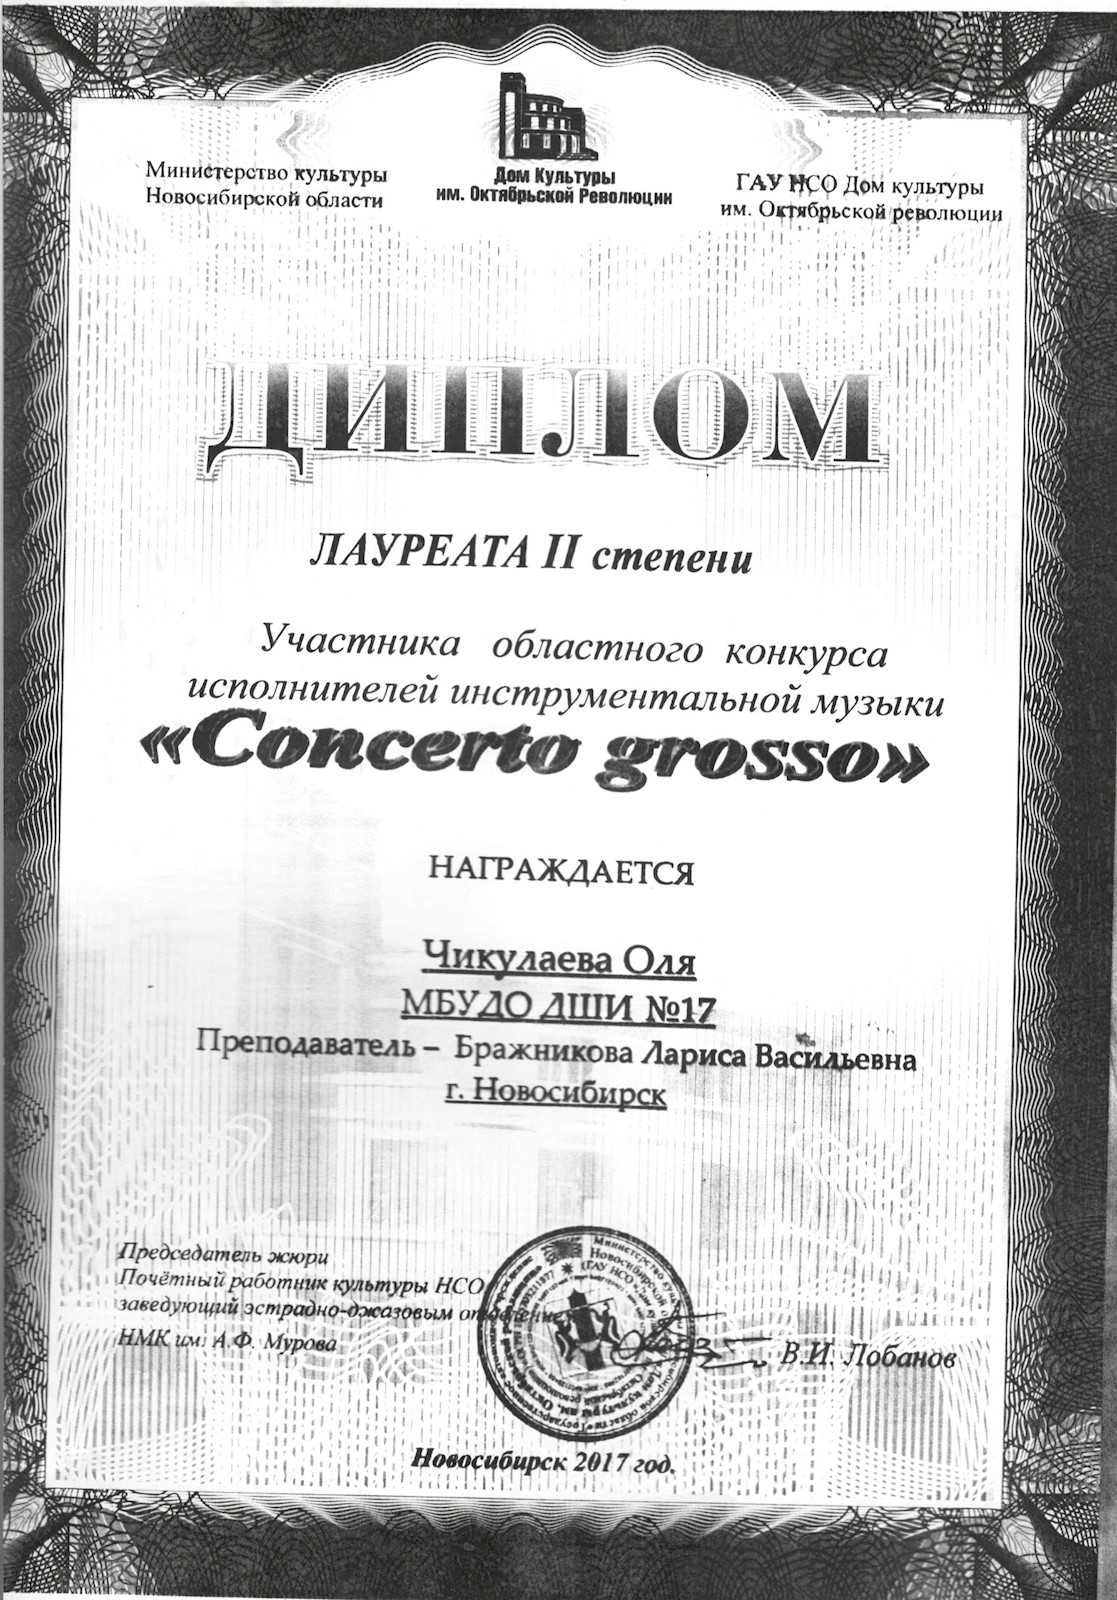 Министерство культуры
Новосибирской области
Дом Культуры
им. Октябрьской Революции
ГАУ НСО Дом культуры
им. Октябрьской революции
ДИПЛОМ
ЛАУРЕАТА II степени
Участника областного конкурса
исполнителей инструментальной музыки
«Concerto grosso»
НАГРАЖДАЕТСЯ
Чикулаева Оля
МБУДО ДШИ №17
Преподаватель – Бражникова Лариса Васильевна
г. Новосибирск
Председатель жюри
Почётный работник культуры НСО
заведующий эстрадно-джазовым отделением
НМК им. А.Ф. Мурова
В.И. Лобанов
Новосибирск 2017 год.